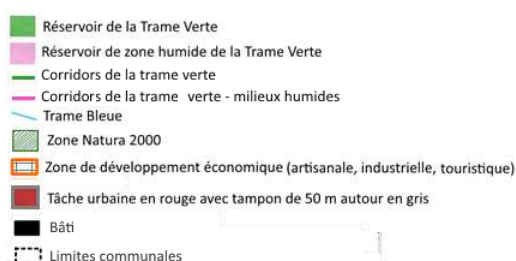 Réservoir de la Trame Verte
Réservoir de zone humide de la Trame Verte
Corridors de la trame verte
Corridors de la trame verte - milieux humides
Trame Bleue
Zone Natura 2000
Zone de développement économique (artisanale, industrielle, touristique)
Tâche urbaine en rouge avec tampon de 50 m autour en gris
Bâti
Limites communales